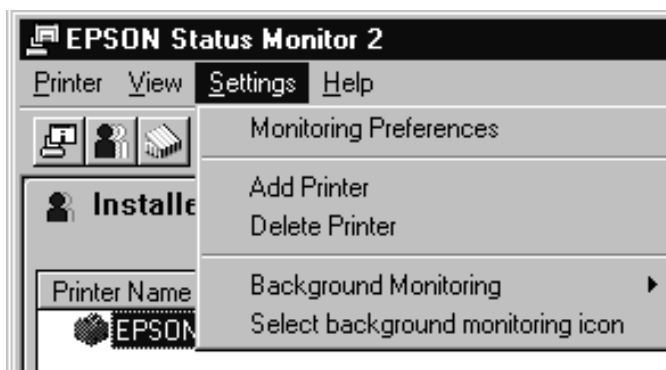 EPSON Status Monitor 2
Printer View Settings Help
Monitoring Preferences
Add Printer
Delete Printer
Background Monitoring
Select background monitoring icon
Installe
Printer Name
EPSON